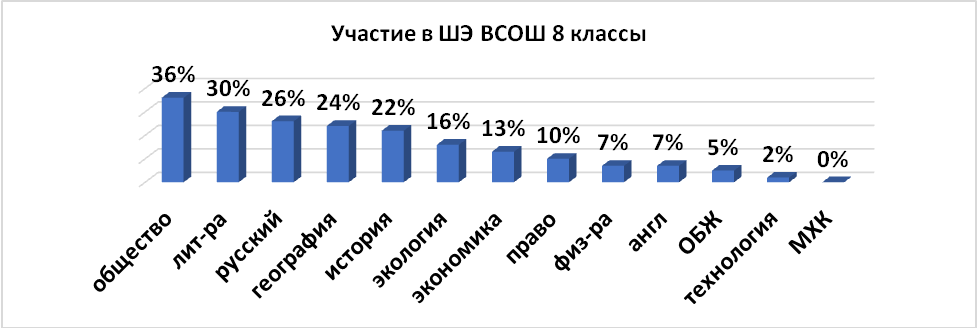 Участие в ШЭ ВСОШ 8 классы
36%
30%
26%
24%
22%
16%
13%
10%
7%
7%
5%
2%
0%
общество
лит-ра
русский
география
история
экология
экономика
право
физ-ра
англ
ОБЖ
технология
МХК